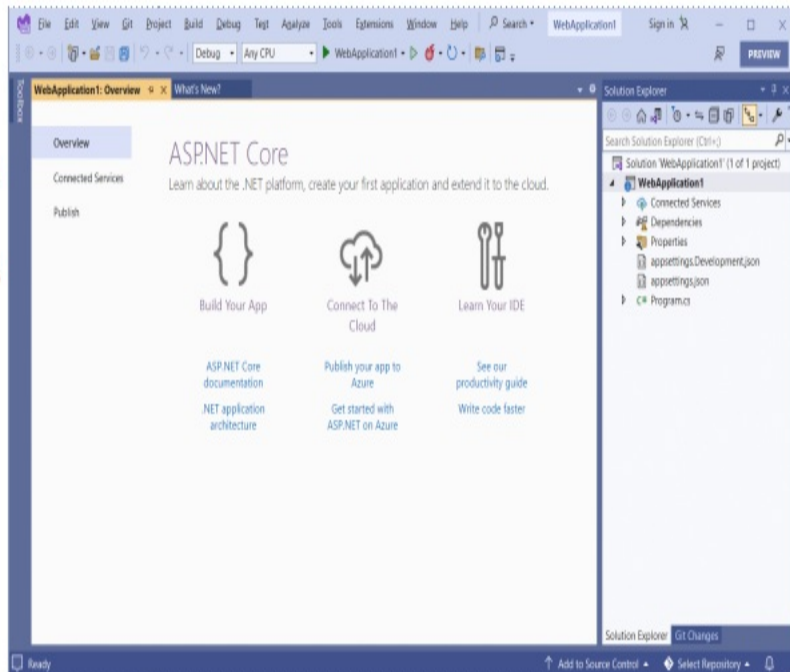 File Edit View Git Project Build Debug Test Analyze Tools Extensions Window Help Search WebApplication1 Sign in
Debug Any CPU WebApplication1 PREVIEW
Toolbox
WebApplication1: Overview What's New?
Overview
Connected Services
Publish
ASP.NET Core
Learn about the .NET platform, create your first application and extend it to the cloud.
Build Your App
Connect To The
Cloud
Learn Your IDE
ASP.NET Core
documentation
.NET application
architecture
Publish your app to
Azure
Get started with
ASP.NET on Azure
See our
productivity guide
Write code faster
Solution Explorer
Search Solution Explorer (Ctrl+;)
Solution 'WebApplication1' (1 of 1 project)
WebApplication1
Connected Services
Dependencies
Properties
appsettings.Development.json
appsettings.json
C# Program.cs
Solution Explorer Git Changes
Ready Add to Source Control Select Repository